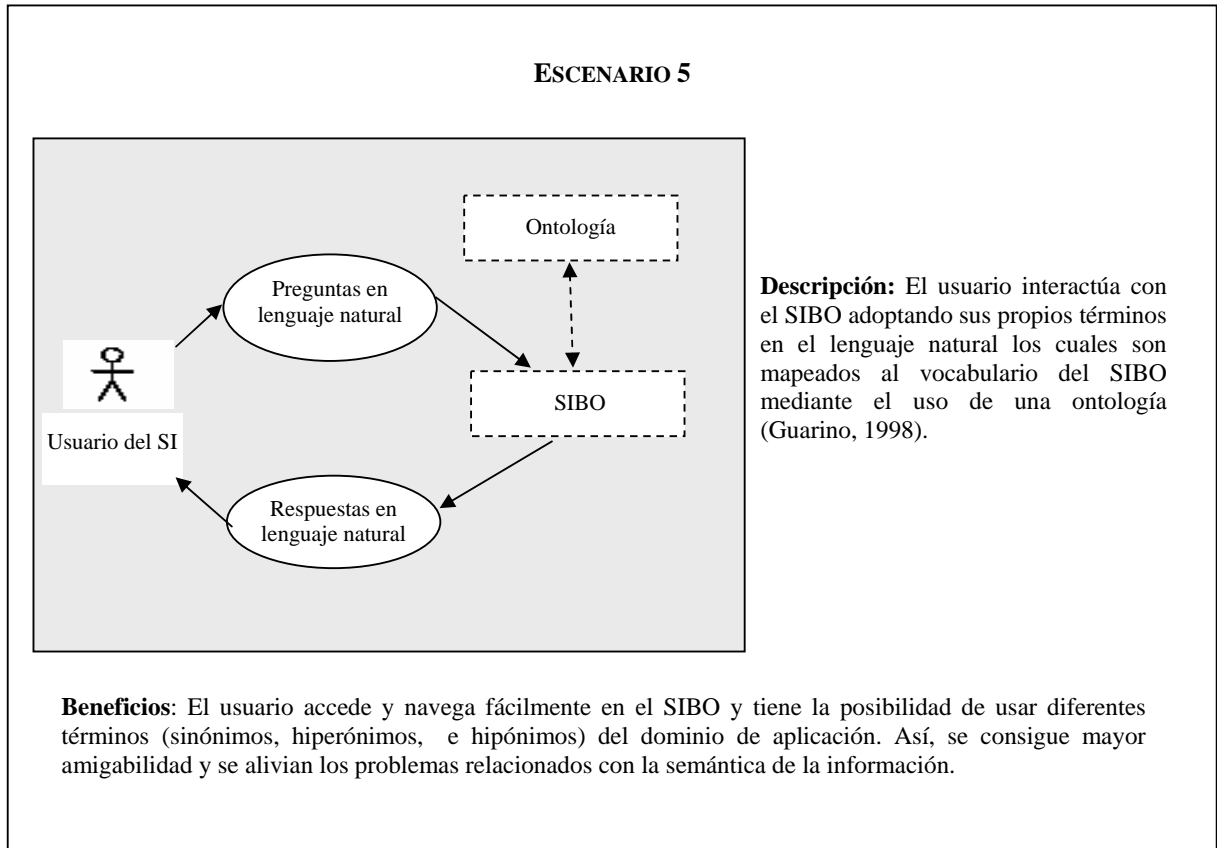 ESCENARIO 5
Ontología
Preguntas en
lenguaje natural
SIBO
Usuario del SI
Respuestas en
lenguaje natural
Descripción: El usuario interactúa con
el SIBO adoptando sus propios términos
en el lenguaje natural los cuales son
mapeados al vocabulario del SIBO
mediante el uso de una ontología
(Guarino, 1998).
Beneficios: El usuario accede y navega fácilmente en el SIBO y tiene la posibilidad de usar diferentes
términos (sinónimos, hiperónimos, e hipónimos) del dominio de aplicación. Así, se consigue mayor
amigabilidad y se alivian los problemas relacionados con la semántica de la información.